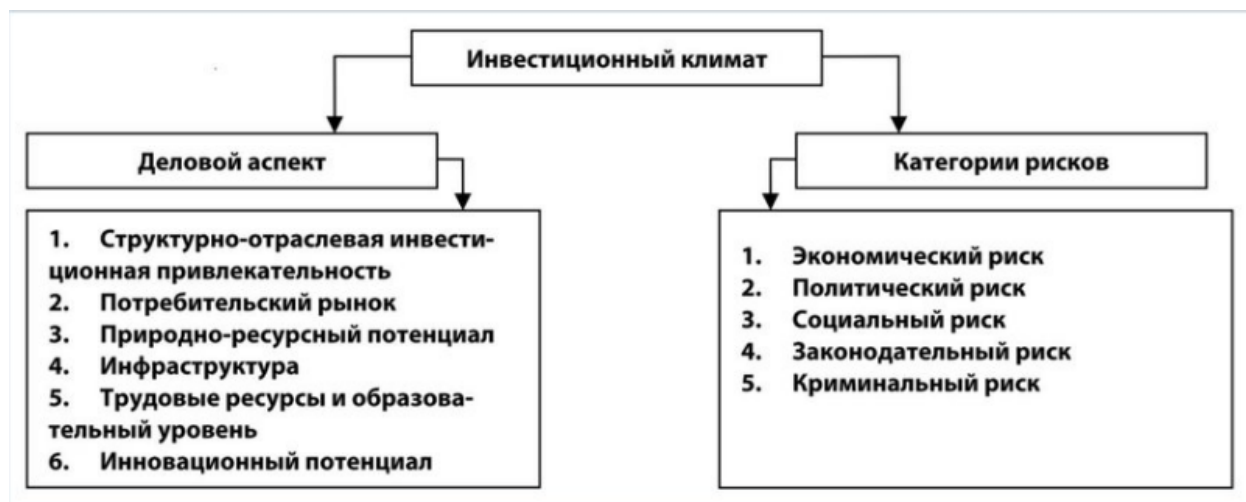 Инвестиционный климат
Деловой аспект
Категории рисков
1. Структурно-отраслевая инвести-
ционная привлекательность
2. Потребительский рынок
3. Природно-ресурсный потенциал
4. Инфраструктура
5. Трудовые ресурсы и образова-
тельный уровень
6. Инновационный потенциал
1. Экономический риск
2. Политический риск
3. Социальный риск
4. Законодательный риск
5. Криминальный риск